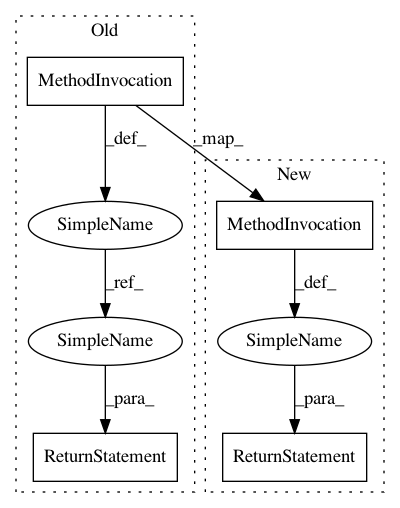 Old
MethodInvocation
_def_
_map_
New
SimpleName
MethodInvocation
_ref_
_def_
SimpleName
SimpleName
_para_
_para_
ReturnStatement
ReturnStatement